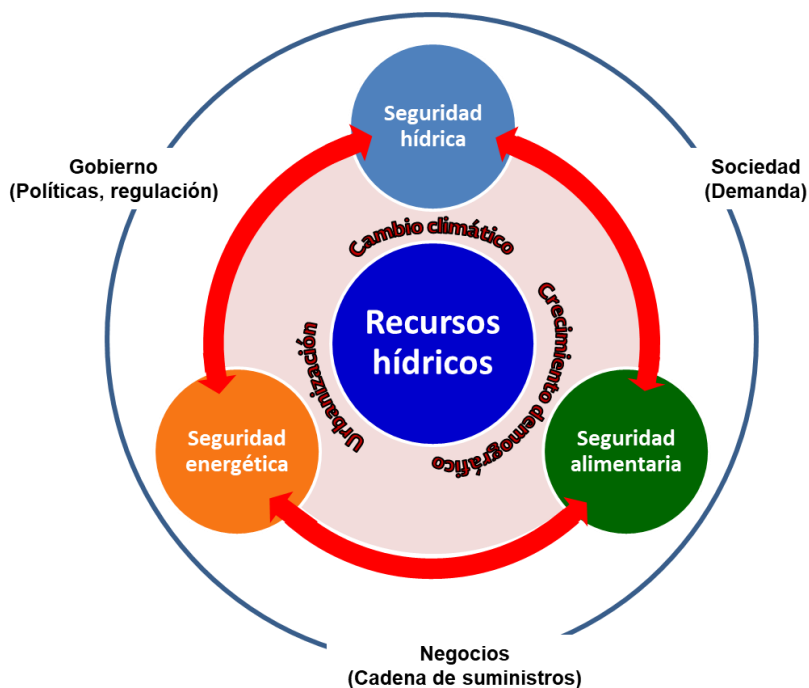 Seguridad
hídrica
Gobierno
(Políticas, regulación)
Sociedad
(Demanda)
Cambio climático
Crecimiento demográfico
Urbanización
Recursos
hídricos
Seguridad
energética
Seguridad
alimentaria
Negocios
(Cadena de suministros)